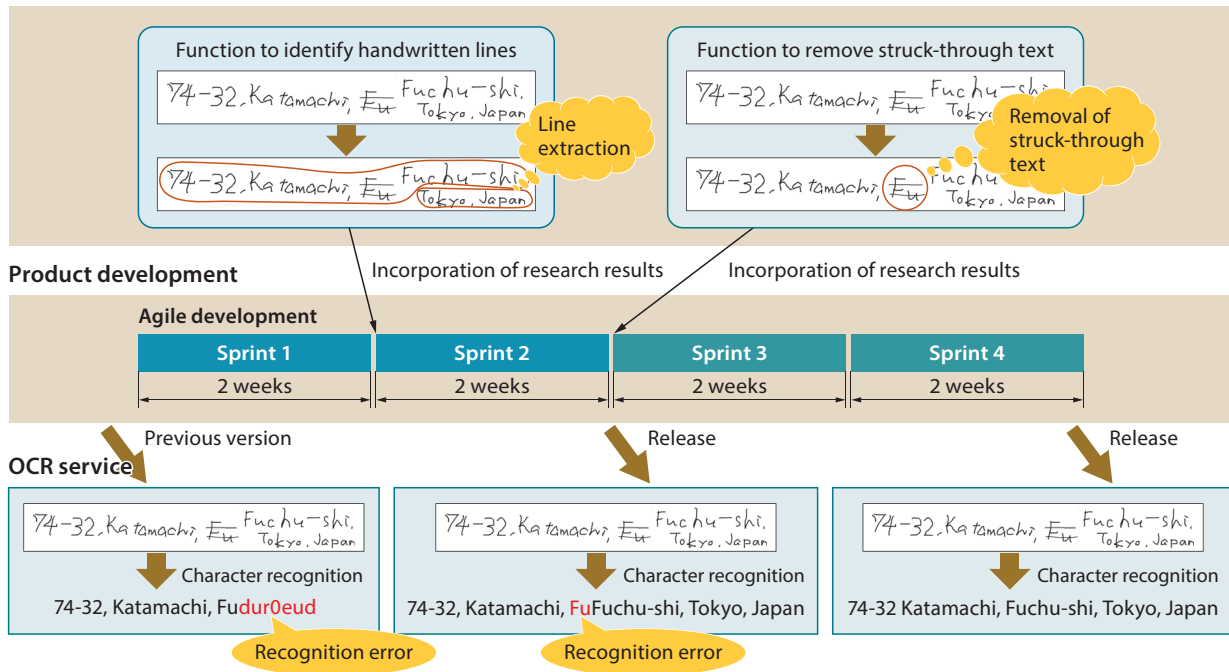 Function to identify handwritten lines
74-32, Katamachi, Fu Fuchu-shi,
Tokyo, Japan
Line
extraction
74-32, Katamachi, Fu Fuchu-shi,
Tokyo, Japan
Function to remove struck-through text
74-32, Katamachi, Fu Fuchu-shi,
Tokyo, Japan
Removal of
struck-through
text
74-32, Katamachi, Fu Fuchu
Tokyo, Japan
Incorporation of research results
Incorporation of research results
Product development
Agile development
Sprint 1
Sprint 2
Sprint 3
Sprint 4
2 weeks
2 weeks
2 weeks
2 weeks
Previous version
Release
Release
OCR service
74-32, Katamachi, Fu Fuchu-shi,
Tokyo, Japan
Character recognition
74-32, Katamachi, Fudur0eud
Recognition error
74-32, Katamachi, Fu Fuchu-shi,
Tokyo, Japan
Character recognition
74-32, Katamachi, FuFuchu-shi, Tokyo, Japan
Recognition error
74-32, Katamachi, Fu Fuchu-shi,
Tokyo, Japan
Character recognition
74-32 Katamachi, Fuchu-shi, Tokyo, Japan